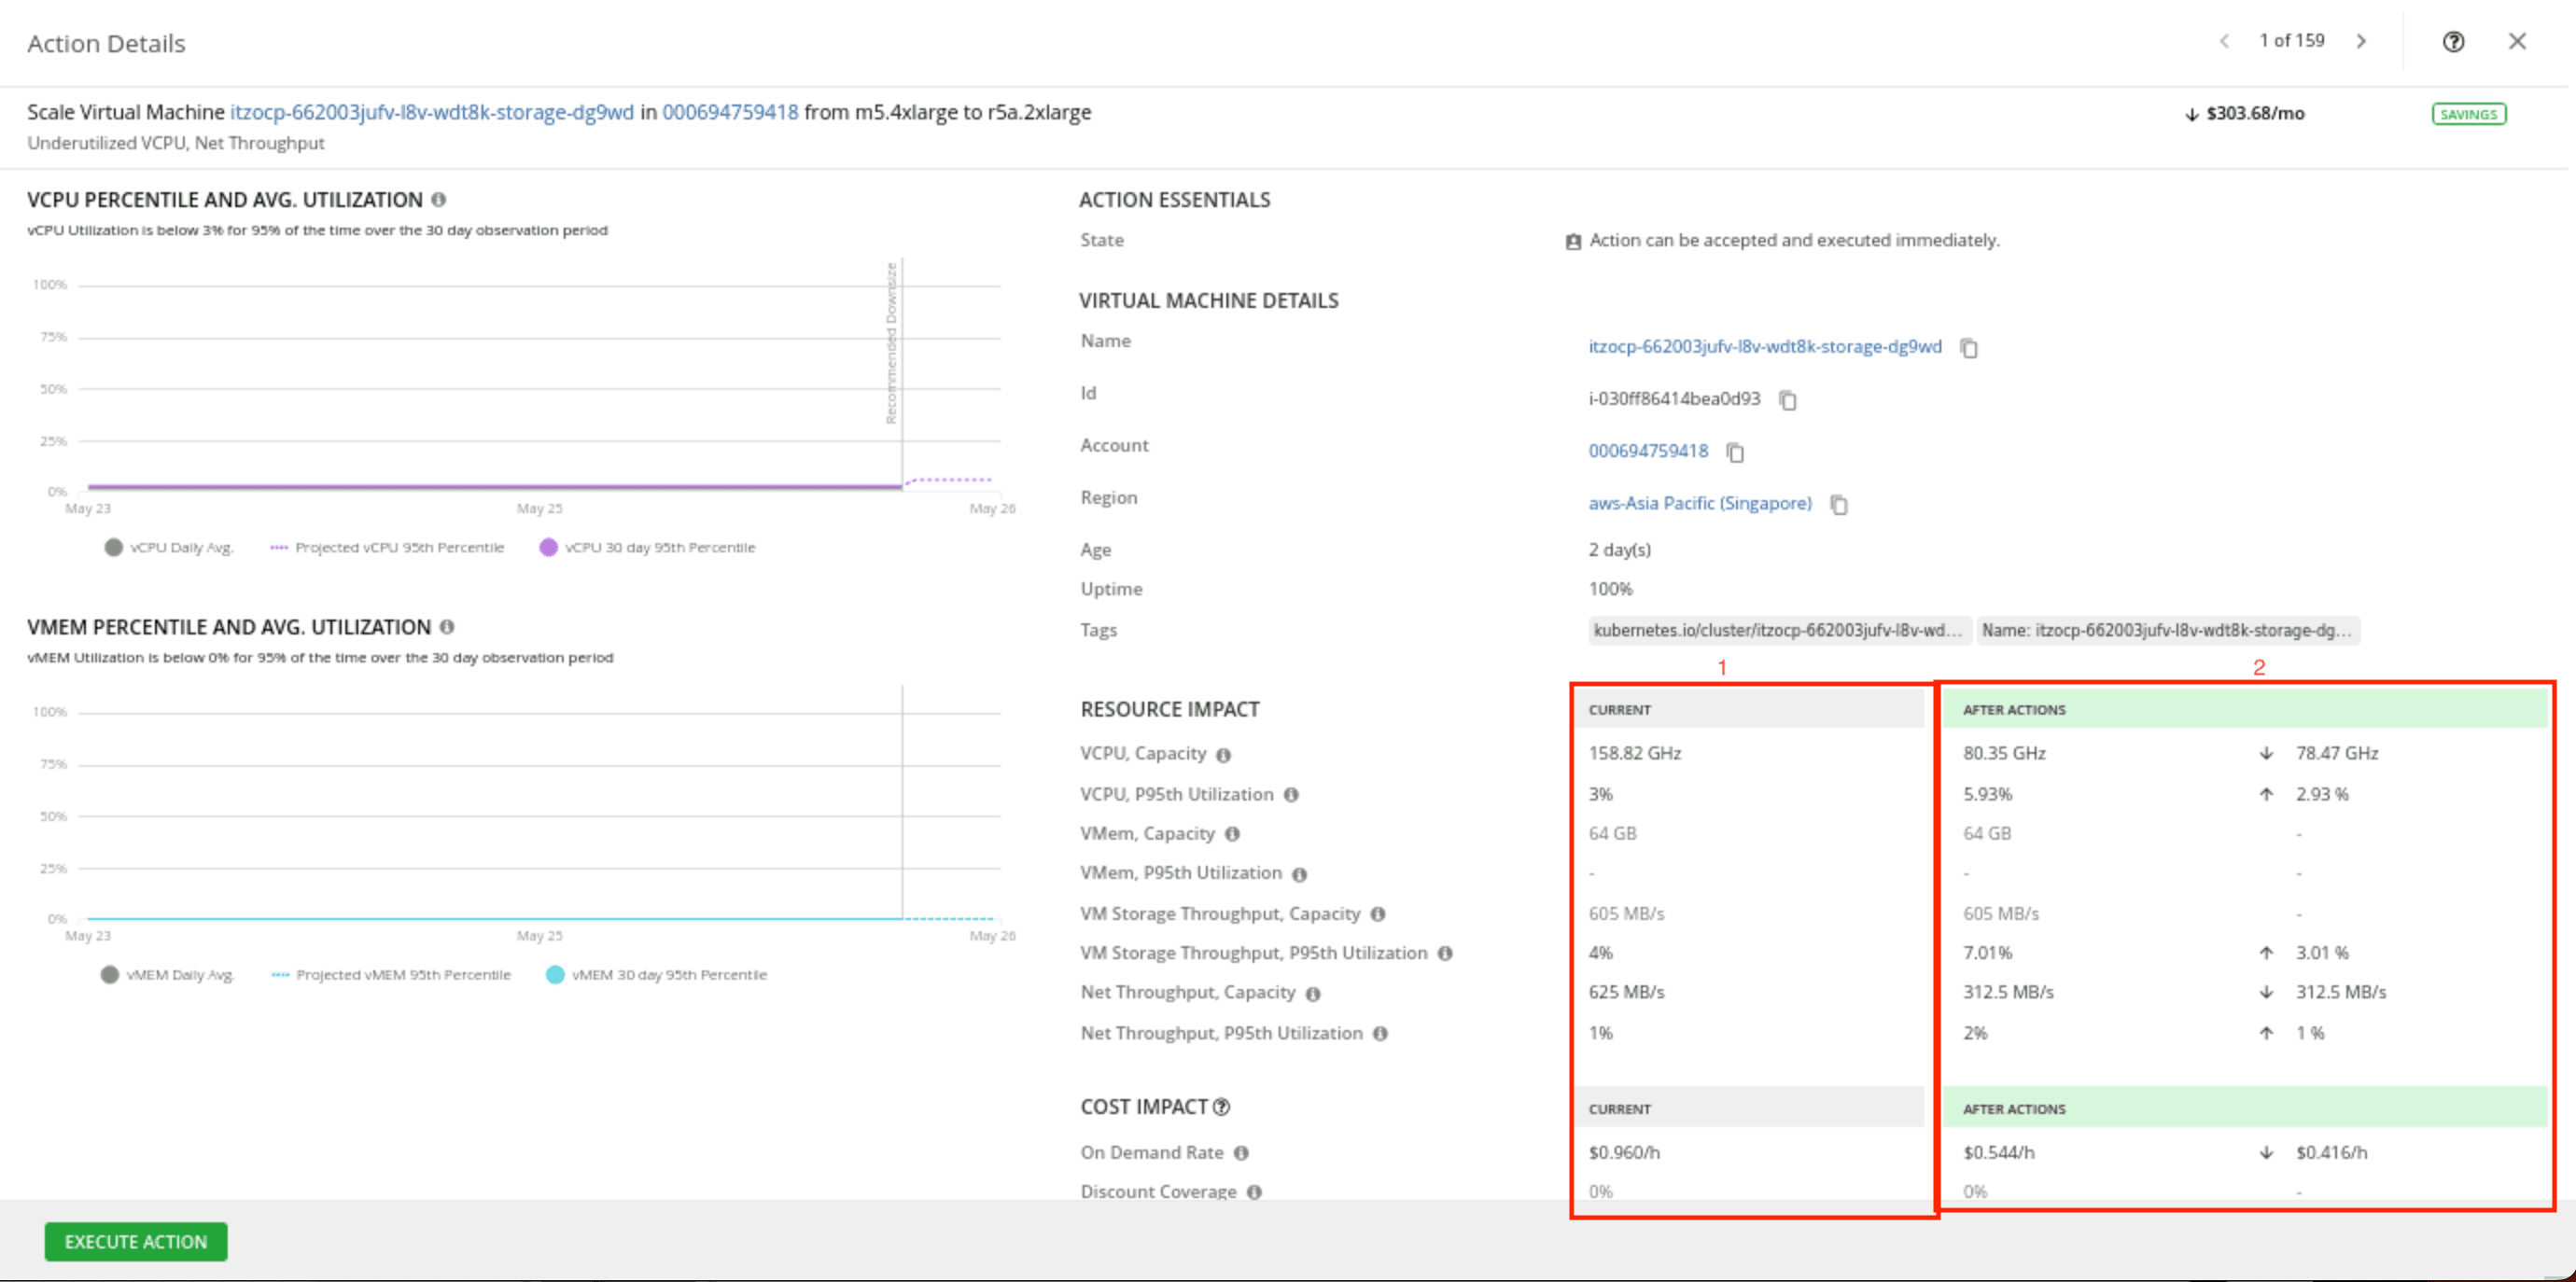 Action Details
1 of 159
Scale Virtual Machine itzocp-662003jufv-l8v-wdt8k-storage-dg9wd in 000694759418 from m5.4xlarge to r5a.2xlarge
↓ $303.68/mo
SAVINGS
Underutilized VCPU, Net Throughput
VCPU PERCENTILE AND AVG. UTILIZATION
vCPU Utilization is below 3% for 95% of the time over the 30 day observation period
100%
75%
50%
25%
0%
Recommended Downsize
May 23
May 25
May 26
vCPU Daily Avg.
Projected vCPU 95th Percentile
vCPU 30 day 95th Percentile
VMEM PERCENTILE AND AVG. UTILIZATION
vMEM Utilization is below 0% for 95% of the time over the 30 day observation period
100%
75%
50%
25%
0%
May 23
May 25
May 26
vMEM Daily Avg.
Projected vMEM 95th Percentile
vMEM 30 day 95th Percentile
ACTION ESSENTIALS
State Action can be accepted and executed immediately.
VIRTUAL MACHINE DETAILS
Name itzocp-662003jufv-l8v-wdt8k-storage-dg9wd
Id i-030ff86414bea0d93
Account 000694759418
Region aws-Asia Pacific (Singapore)
Age 2 day(s)
Uptime 100%
Tags kubernetes.io/cluster/itzocp-662003jufv-l8v-wd... Name: itzocp-662003jufv-l8v-wdt8k-storage-dg...
1 2
RESOURCE IMPACT CURRENT AFTER ACTIONS
VCPU, Capacity 158.82 GHz 80.35 GHz ↓ 78.47 GHz
VCPU, P95th Utilization 3% 5.93% ↑ 2.93 %
VMem, Capacity 64 GB 64 GB -
VMem, P95th Utilization - - -
VM Storage Throughput, Capacity 605 MB/s 605 MB/s -
VM Storage Throughput, P95th Utilization 4% 7.01% ↑ 3.01 %
Net Throughput, Capacity 625 MB/s 312.5 MB/s ↓ 312.5 MB/s
Net Throughput, P95th Utilization 1% 2% ↑ 1 %
COST IMPACT CURRENT AFTER ACTIONS
On Demand Rate $0.960/h $0.544/h ↓ $0.416/h
Discount Coverage 0% 0% -
EXECUTE ACTION